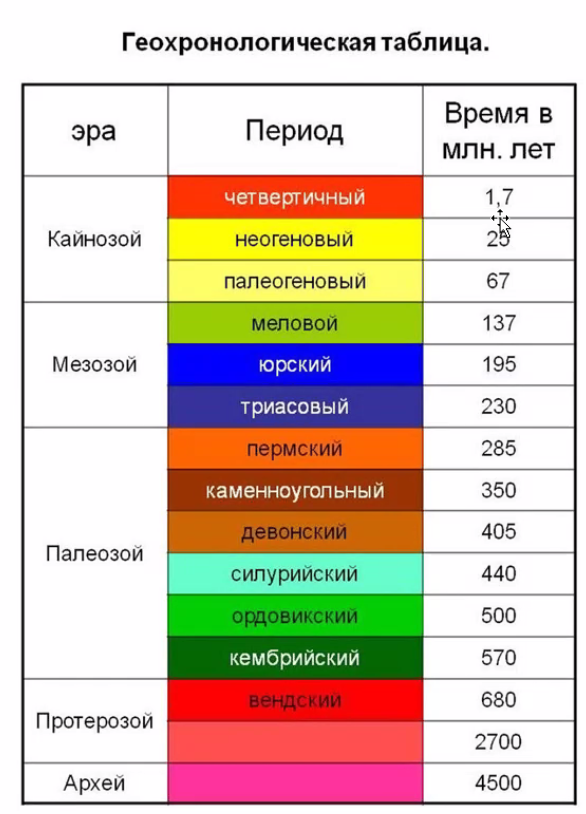 Геохронологическая таблица.
эра Период Время в
млн. лет
четвертичный 1,7
Кайнозой неогеновый 25
палеогеновый 67
меловой 137
Мезозой юрский 195
триасовый 230
пермский 285
каменноугольный 350
девонский 405
Палеозой
силурийский 440
ордовикский 500
кембрийский 570
вендский 680
Протерозой
2700
Архей 4500